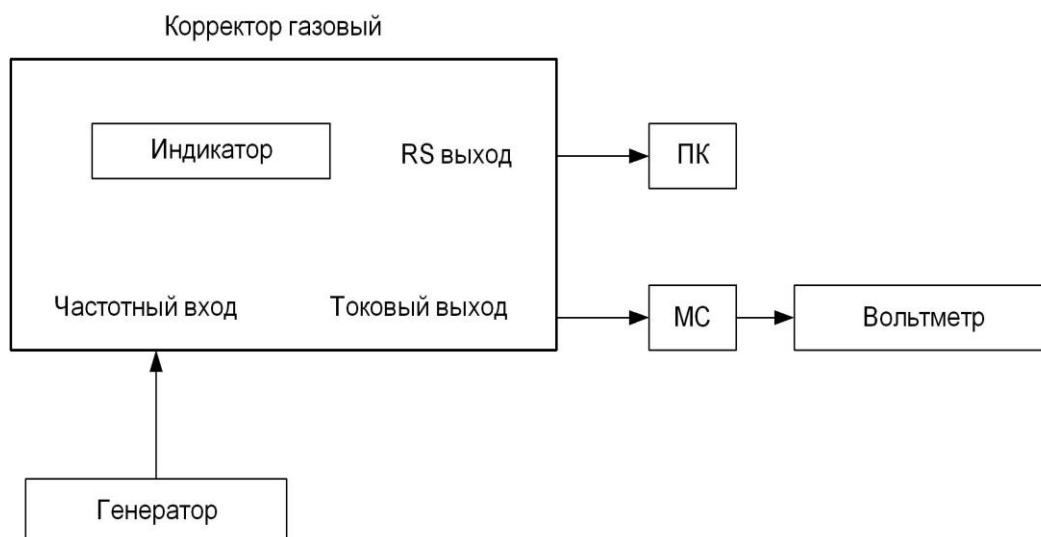 Корректор газовый
Индикатор
RS выход
ПК
Частотный вход
Токовый выход
МС
Вольтметр
Генератор